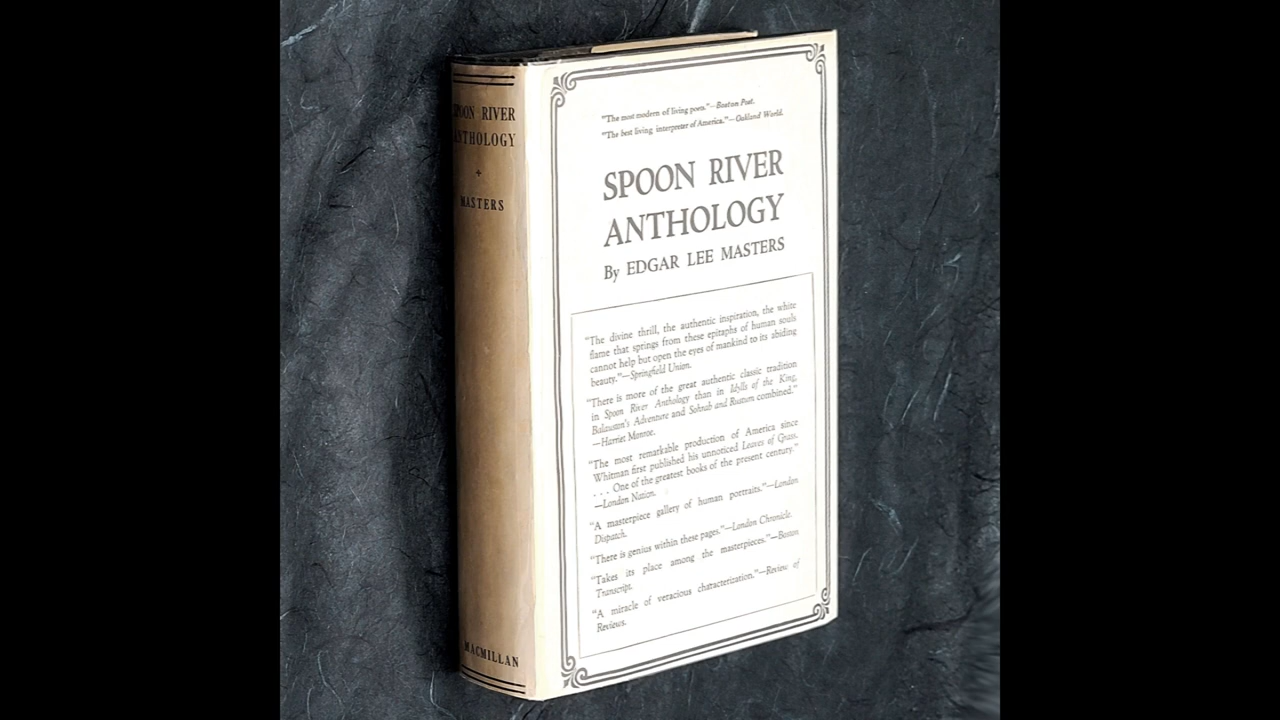 SPOON RIVER
ANTHOLOGY
MASTERS
MACMILLAN
"The most modern of living poets."—Boston Post.
"The best living interpreter of America."—Oakland World.
SPOON RIVER
ANTHOLOGY
By EDGAR LEE MASTERS
"The divine thrill, the authentic inspiration, the white
flame that springs from these epitaphs of human souls
cannot help but open the eyes of mankind to its abiding
beauty."—Springfield Union.
"There is more of the great authentic classic tradition
in Spoon River Anthology than in Idylls of the King,
Balaustion's Adventure and Sohrab and Rustum combined."
—Harriet Monroe.
"The most remarkable production of America since
Whitman first published his unnoticed Leaves of Grass.
. . . One of the greatest books of the present century."
—London Nation.
"A masterpiece gallery of human portraits."—London
Dispatch.
"There is genius within these pages."—London Chronicle.
"Takes its place among the masterpieces."—Boston
Transcript.
"A miracle of veracious characterization."—Review of
Reviews.